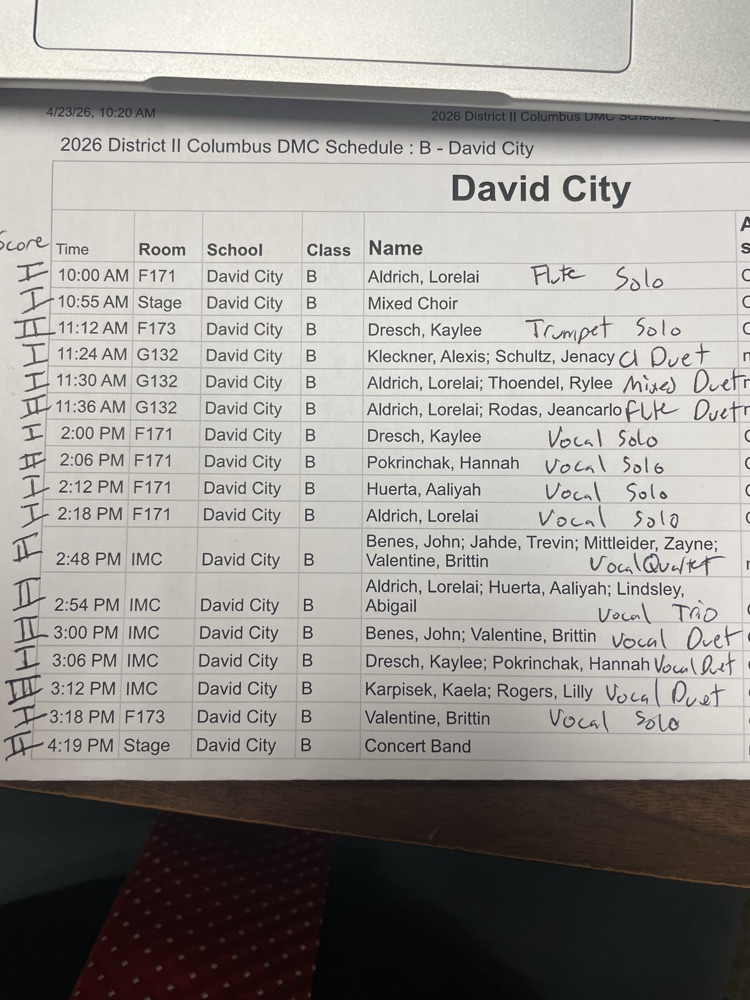 4/23/26, 10:20 AM 2026 District II Columbus DMC Schedule
2026 District II Columbus DMC Schedule : B - David City
David City
Score Time Room School Class Name
I 10:00 AM F171 David City B Aldrich, Lorelai Flute Solo
I 10:55 AM Stage David City B Mixed Choir
II 11:12 AM F173 David City B Dresch, Kaylee Trumpet Solo
I 11:24 AM G132 David City B Kleckner, Alexis; Schultz, Jenacy Cl Duet
I 11:30 AM G132 David City B Aldrich, Lorelai; Thoendel, Rylee Mixed Duet
II 11:36 AM G132 David City B Aldrich, Lorelai; Rodas, Jeancarlo Flute Duet
I 2:00 PM F171 David City B Dresch, Kaylee Vocal Solo
II 2:06 PM F171 David City B Pokrinchak, Hannah Vocal Solo
I 2:12 PM F171 David City B Huerta, Aaliyah Vocal Solo
I 2:18 PM F171 David City B Aldrich, Lorelai Vocal Solo
Benes, John; Jahde, Trevin; Mittleider, Zayne;
II 2:48 PM IMC David City B Valentine, Brittin Vocal Quartet
Aldrich, Lorelai; Huerta, Aaliyah; Lindsley,
II 2:54 PM IMC David City B Abigail Vocal Trio
II 3:00 PM IMC David City B Benes, John; Valentine, Brittin Vocal Duet
I 3:06 PM IMC David City B Dresch, Kaylee; Pokrinchak, Hannah Vocal Duet
III 3:12 PM IMC David City B Karpisek, Kaela; Rogers, Lilly Vocal Duet
I 3:18 PM F173 David City B Valentine, Brittin Vocal Solo
II 4:19 PM Stage David City B Concert Band